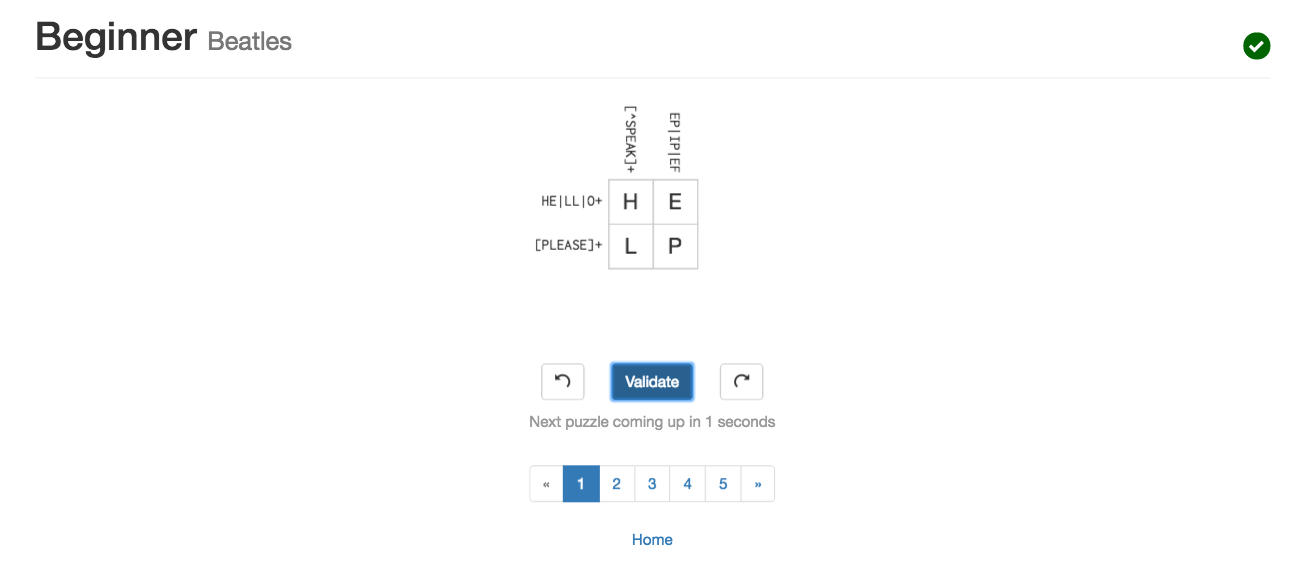 Beginner Beatles
[^SPEAK]+
EP|IP|EF
HE|LL|O+ H E
[PLEASE]+ L P
Validate
Next puzzle coming up in 1 seconds
« 1 2 3 4 5 »
Home